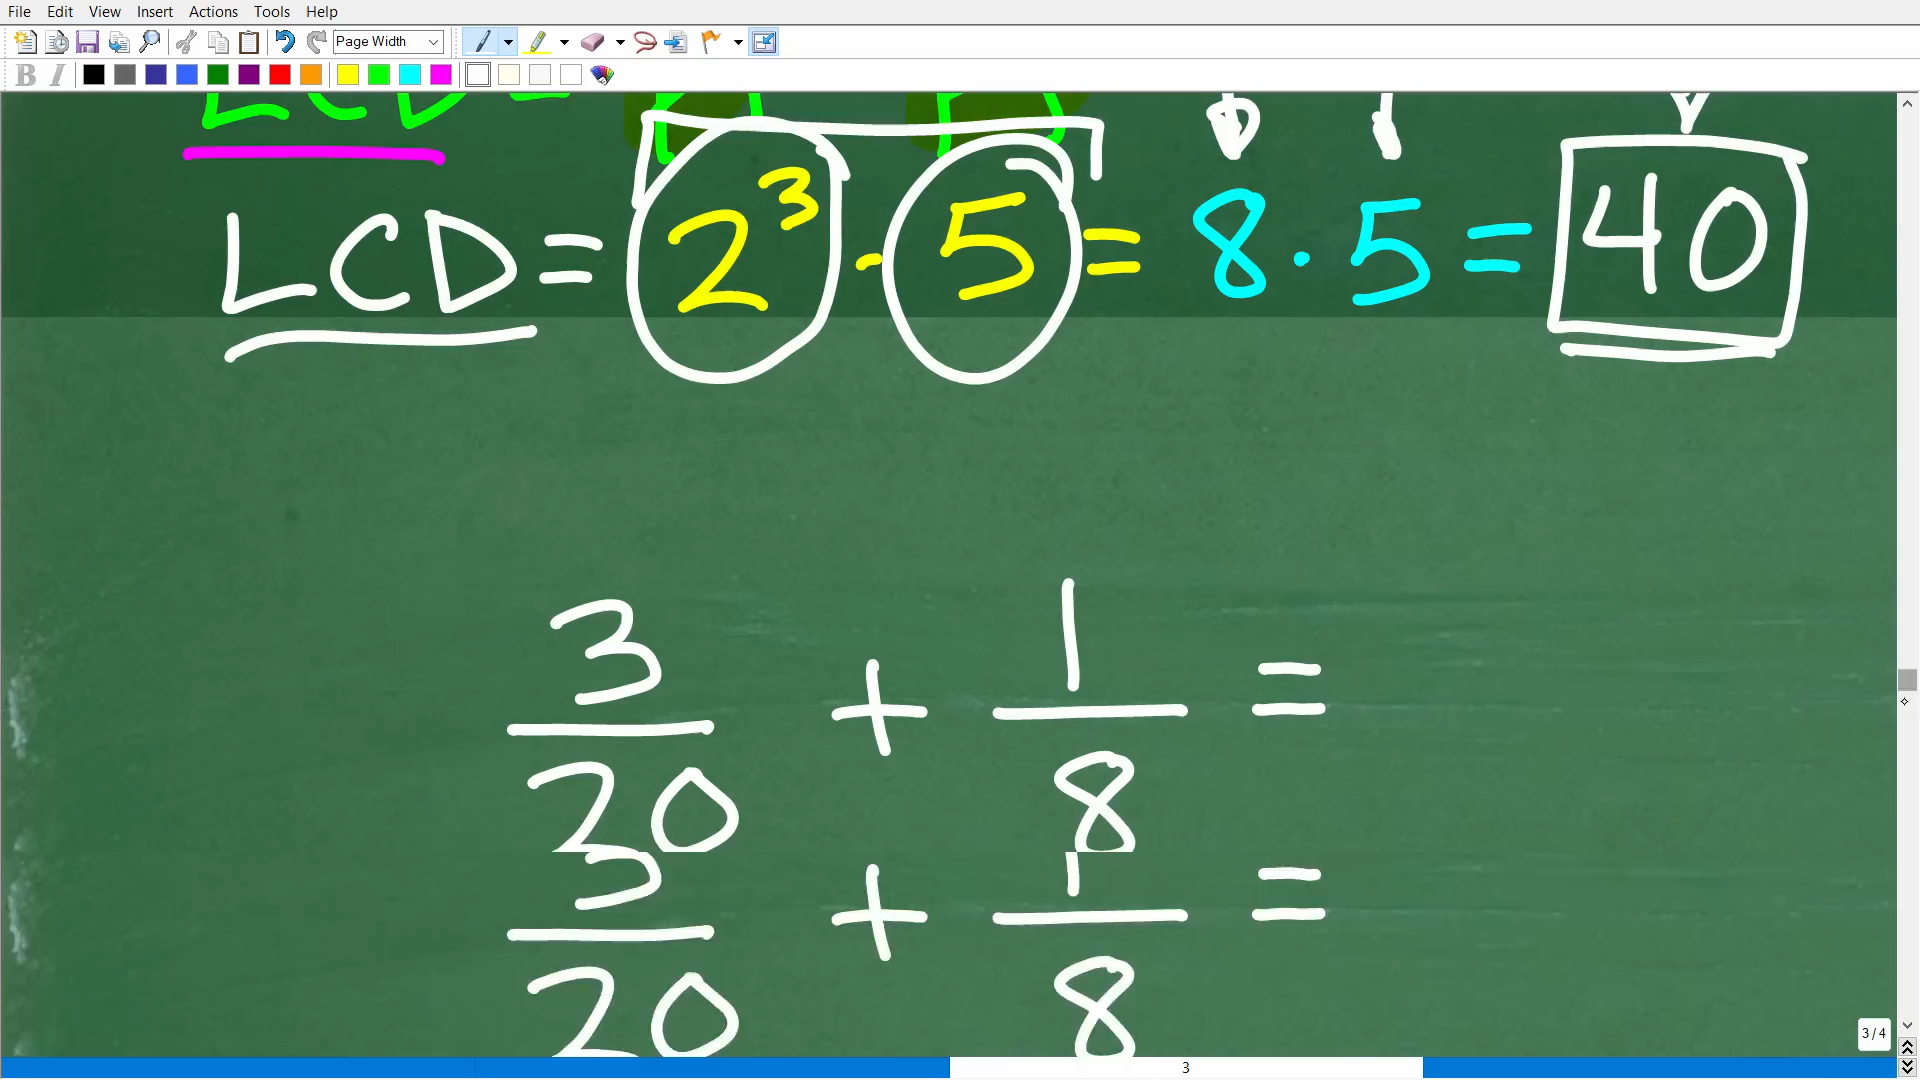 File Edit View Insert Actions Tools Help
Page Width
B I
LCD =
LCD = 2³ · 5 = 8 · 5 = 40
3/20 + 1/8 =
3/20 + 1/8 =
3 / 4
3